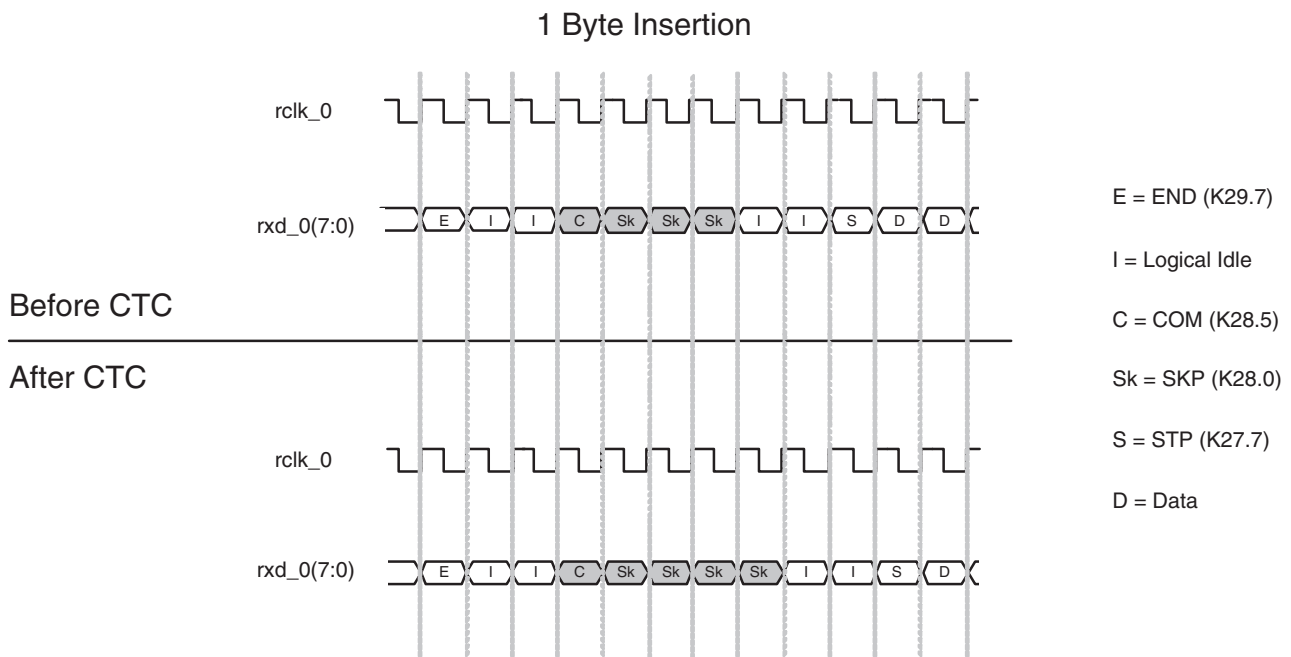 1 Byte Insertion
rclk_0
rxd_0(7:0)
E I I C Sk Sk Sk I I S D D
Before CTC
After CTC
rclk_0
rxd_0(7:0)
E I I C Sk Sk Sk Sk I I S D
E = END (K29.7)
I = Logical Idle
C = COM (K28.5)
Sk = SKP (K28.0)
S = STP (K27.7)
D = Data